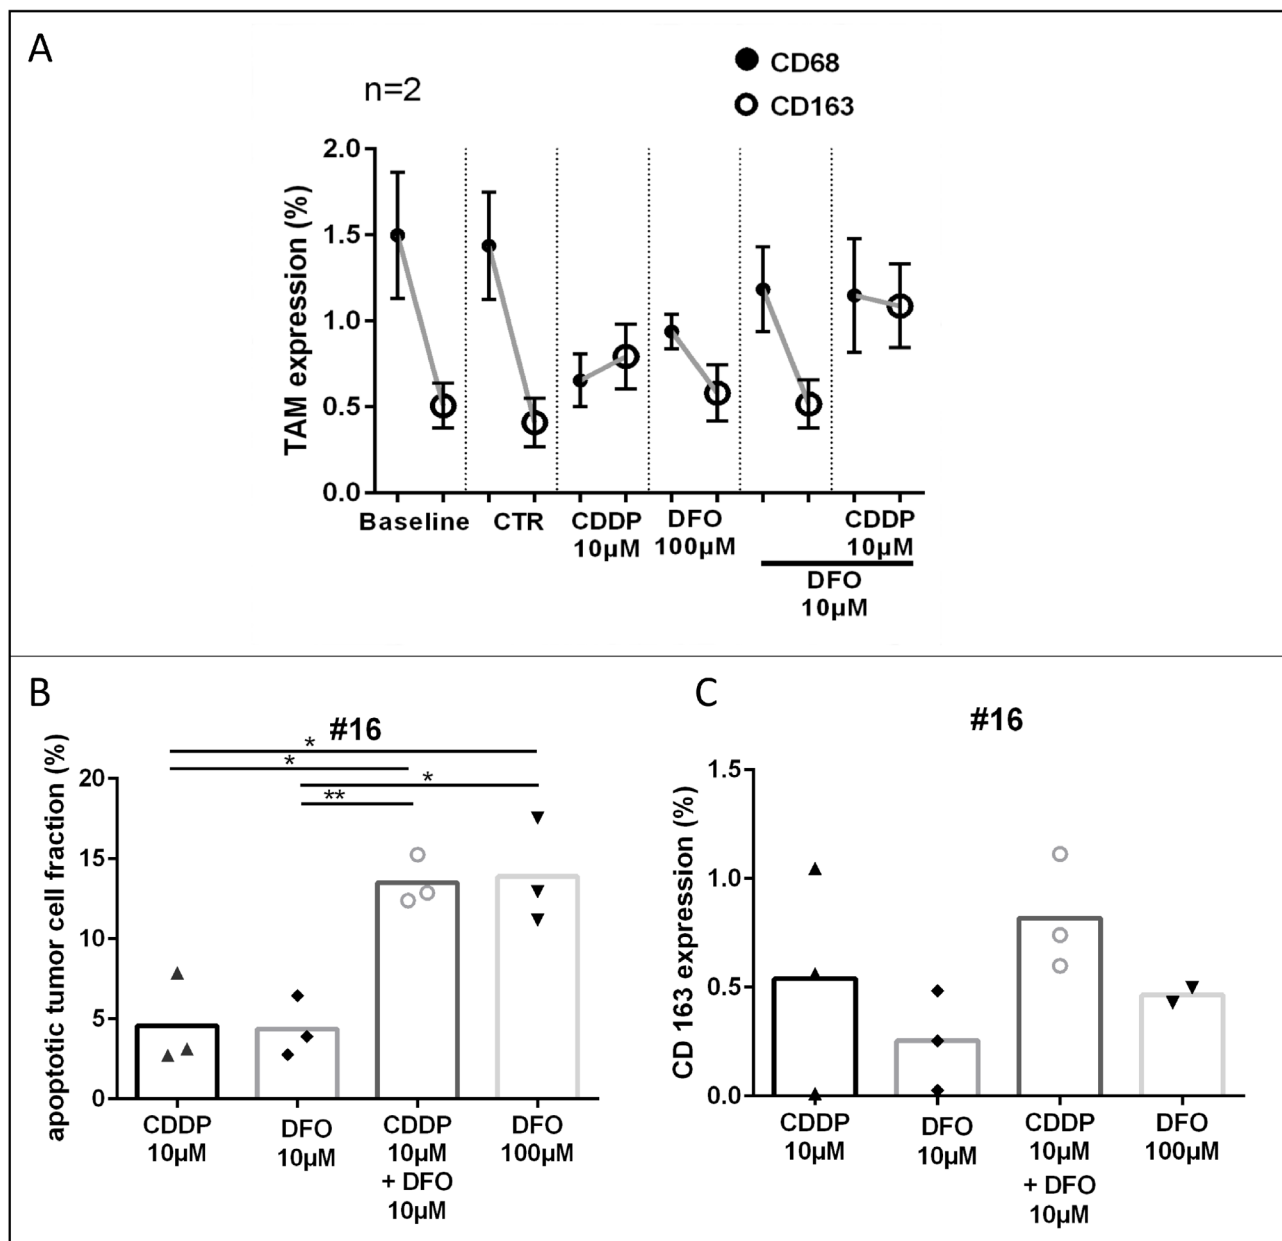 A
n=2
CD68
CD163
TAM expression (%)
2.0
1.5
1.0
0.5
0.0
Baseline
CTR
CDDP
10µM
DFO
100µM
CDDP
10µM
DFO
10µM
B
#16
apoptotic tumor cell fraction (%)
*
*
*
**
20
15
10
5
0
CDDP
10µM
DFO
10µM
CDDP
10µM
+ DFO
10µM
DFO
100µM
C
#16
CD 163 expression (%)
1.5
1.0
0.5
0.0
CDDP
10µM
DFO
10µM
CDDP
10µM
+ DFO
10µM
DFO
100µM